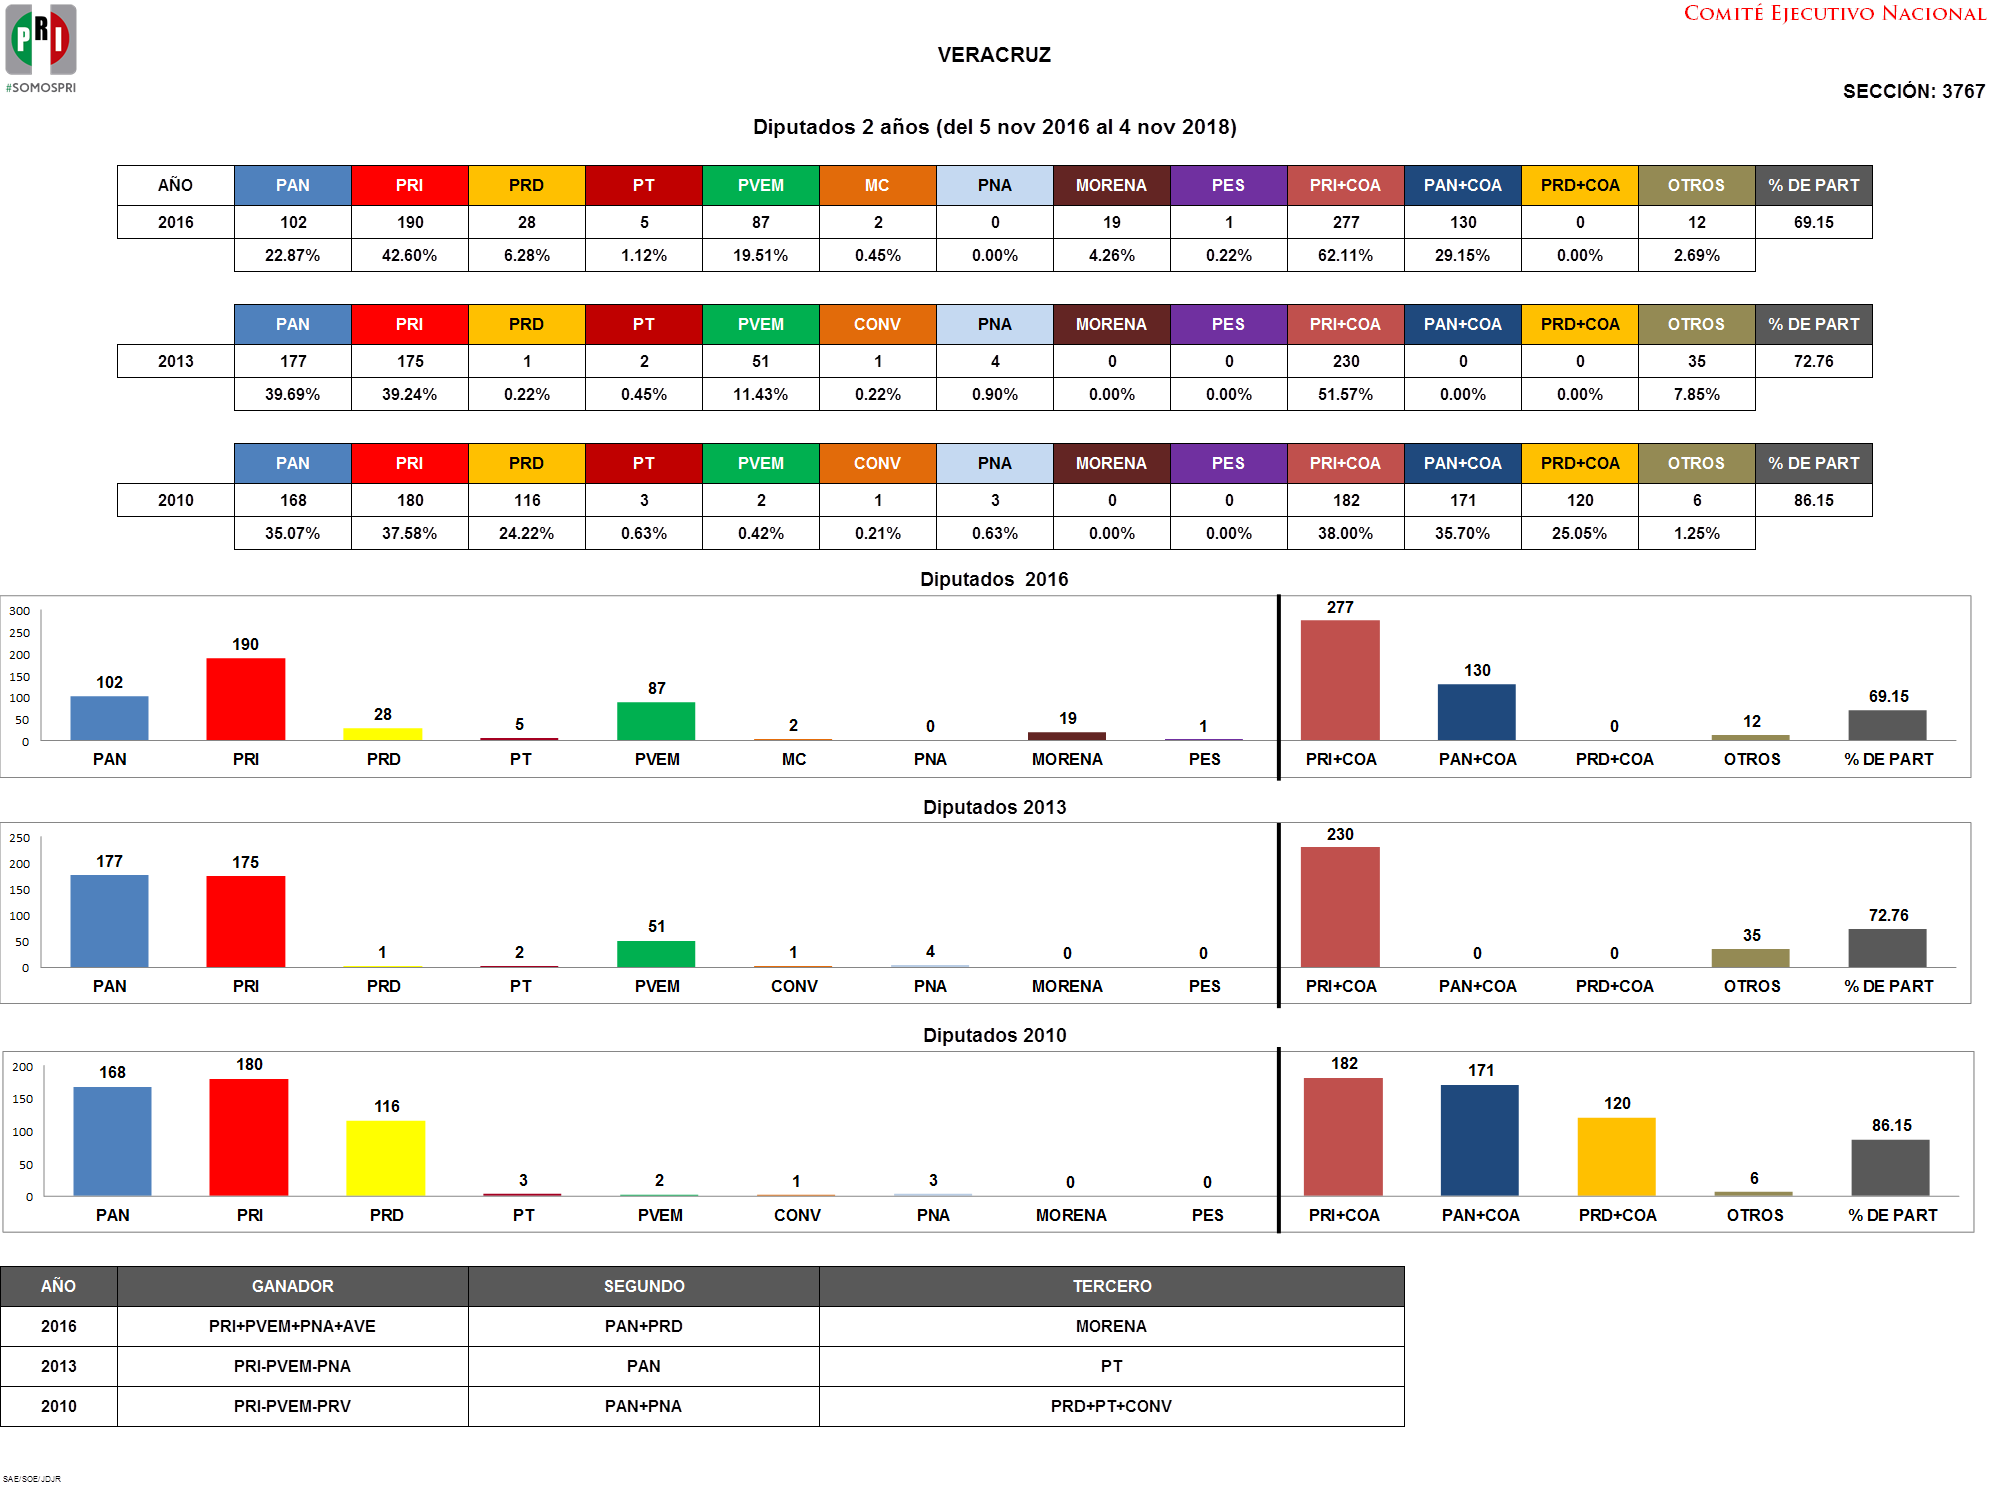 PRI
#SOMOSPRI
COMITÉ EJECUTIVO NACIONAL
VERACRUZ
SECCIÓN: 3767
Diputados 2 años (del 5 nov 2016 al 4 nov 2018)
AÑO PAN PRI PRD PT PVEM MC PNA MORENA PES PRI+COA PAN+COA PRD+COA OTROS % DE PART
2016 102 190 28 5 87 2 0 19 1 277 130 0 12 69.15
22.87% 42.60% 6.28% 1.12% 19.51% 0.45% 0.00% 4.26% 0.22% 62.11% 29.15% 0.00% 2.69%
PAN PRI PRD PT PVEM CONV PNA MORENA PES PRI+COA PAN+COA PRD+COA OTROS % DE PART
2013 177 175 1 2 51 1 4 0 0 230 0 0 35 72.76
39.69% 39.24% 0.22% 0.45% 11.43% 0.22% 0.90% 0.00% 0.00% 51.57% 0.00% 0.00% 7.85%
PAN PRI PRD PT PVEM CONV PNA MORENA PES PRI+COA PAN+COA PRD+COA OTROS % DE PART
2010 168 180 116 3 2 1 3 0 0 182 171 120 6 86.15
35.07% 37.58% 24.22% 0.63% 0.42% 0.21% 0.63% 0.00% 0.00% 38.00% 35.70% 25.05% 1.25%
Diputados 2016
300
250
200
150
100
50
0
102 190 28 5 87 2 0 19 1 277 130 0 12 69.15
PAN PRI PRD PT PVEM MC PNA MORENA PES PRI+COA PAN+COA PRD+COA OTROS % DE PART
Diputados 2013
250
200
150
100
50
0
177 175 1 2 51 1 4 0 0 230 0 0 35 72.76
PAN PRI PRD PT PVEM CONV PNA MORENA PES PRI+COA PAN+COA PRD+COA OTROS % DE PART
Diputados 2010
200
150
100
50
0
168 180 116 3 2 1 3 0 0 182 171 120 6 86.15
PAN PRI PRD PT PVEM CONV PNA MORENA PES PRI+COA PAN+COA PRD+COA OTROS % DE PART
AÑO GANADOR SEGUNDO TERCERO
2016 PRI+PVEM+PNA+AVE PAN+PRD MORENA
2013 PRI-PVEM-PNA PAN PT
2010 PRI-PVEM-PRV PAN+PNA PRD+PT+CONV
SAE/SOE/JDJR